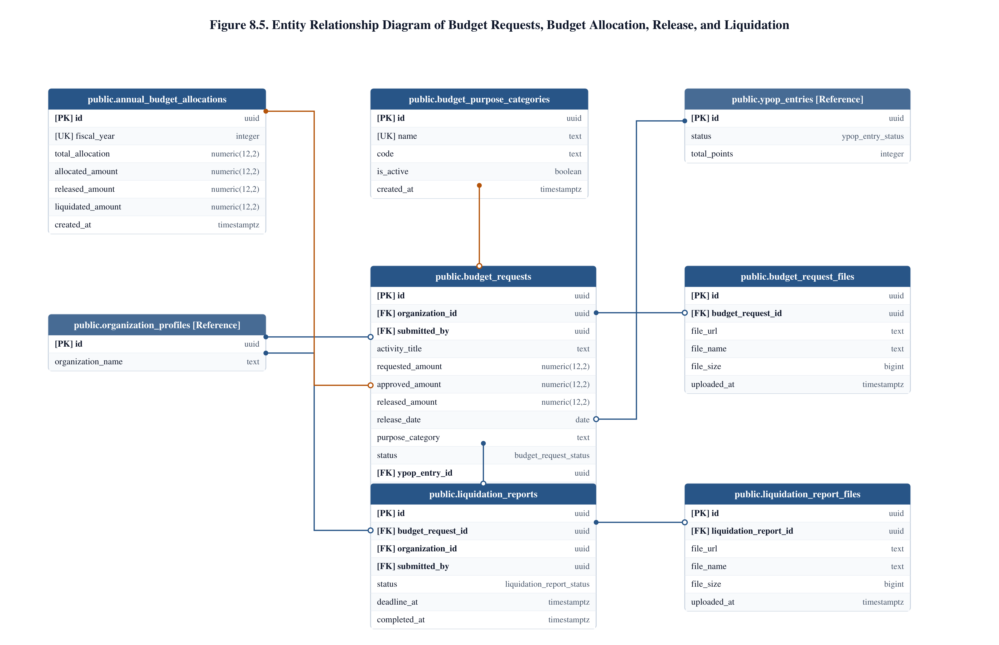 Figure 8.5. Entity Relationship Diagram of Budget Requests, Budget Allocation, Release, and Liquidation
public.annual_budget_allocations
[PK] id uuid
[UK] fiscal_year integer
total_allocation numeric(12,2)
allocated_amount numeric(12,2)
released_amount numeric(12,2)
liquidated_amount numeric(12,2)
created_at timestamptz
public.budget_purpose_categories
[PK] id uuid
[UK] name text
code text
is_active boolean
created_at timestamptz
public.ypop_entries [Reference]
[PK] id uuid
status ypop_entry_status
total_points integer
public.organization_profiles [Reference]
[PK] id uuid
organization_name text
public.budget_requests
[PK] id uuid
[FK] organization_id uuid
[FK] submitted_by uuid
activity_title text
requested_amount numeric(12,2)
approved_amount numeric(12,2)
released_amount numeric(12,2)
release_date date
purpose_category text
status budget_request_status
[FK] ypop_entry_id uuid
public.budget_request_files
[PK] id uuid
[FK] budget_request_id uuid
file_url text
file_name text
file_size bigint
uploaded_at timestamptz
public.liquidation_reports
[PK] id uuid
[FK] budget_request_id uuid
[FK] organization_id uuid
[FK] submitted_by uuid
status liquidation_report_status
deadline_at timestamptz
completed_at timestamptz
public.liquidation_report_files
[PK] id uuid
[FK] liquidation_report_id uuid
file_url text
file_name text
file_size bigint
uploaded_at timestamptz